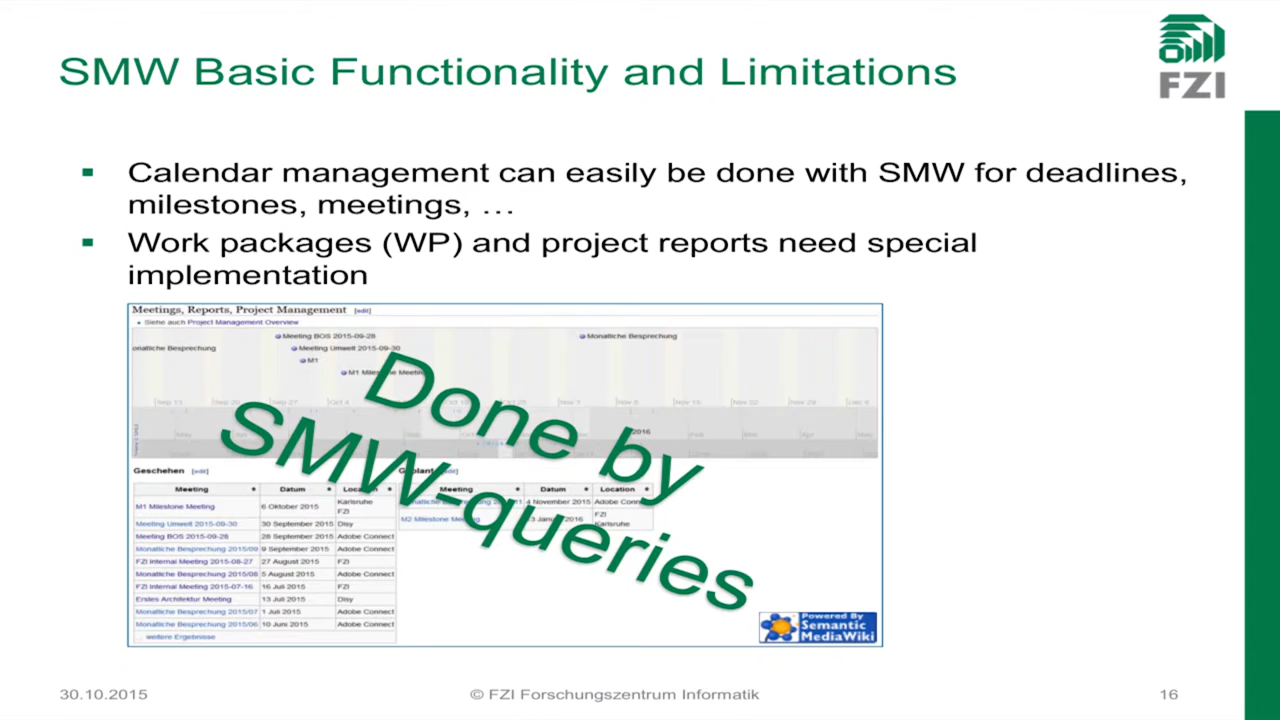 SMW Basic Functionality and Limitations
FZI
Calendar management can easily be done with SMW for deadlines,
milestones, meetings, …
Work packages (WP) and project reports need special
implementation
Meetings, Reports, Project Management [edit]
Siehe auch Project Management Overview
Meeting BOS 2015-09-28
Monatliche Besprechung
onatliche Besprechung
Meeting Umwelt 2015-09-30
M1
M1 Milestone Meeting
Done by
SMW-queries
Geschehen [edit]
Meeting Datum Location
M1 Milestone Meeting 6 Oktober 2015 Karlsruhe FZI
Meeting Umwelt 2015-09-30 30 September 2015 Disy
Meeting BOS 2015-09-28 28 September 2015 Adobe Connect
Monatliche Besprechung 2015/09 9 September 2015 Adobe Connect
FZI Internal Meeting 2015-08-27 27 August 2015 FZI
Monatliche Besprechung 2015/08 5 August 2015 Adobe Connect
FZI Internal Meeting 2015-07-16 16 Juli 2015 FZI
Erstes Architektur Meeting 13 Juli 2015 Disy
Monatliche Besprechung 2015/07 1 Juli 2015 Adobe Connect
Monatliche Besprechung 2015/06 10 Juni 2015 Adobe Connect
... weitere Ergebnisse
Meeting Datum Location
4 November 2015 Adobe Connect
M2 Milestone Meeting 2016 FZI Karlsruhe
Powered By
Semantic
MediaWiki
30.10.2015
© FZI Forschungszentrum Informatik
16